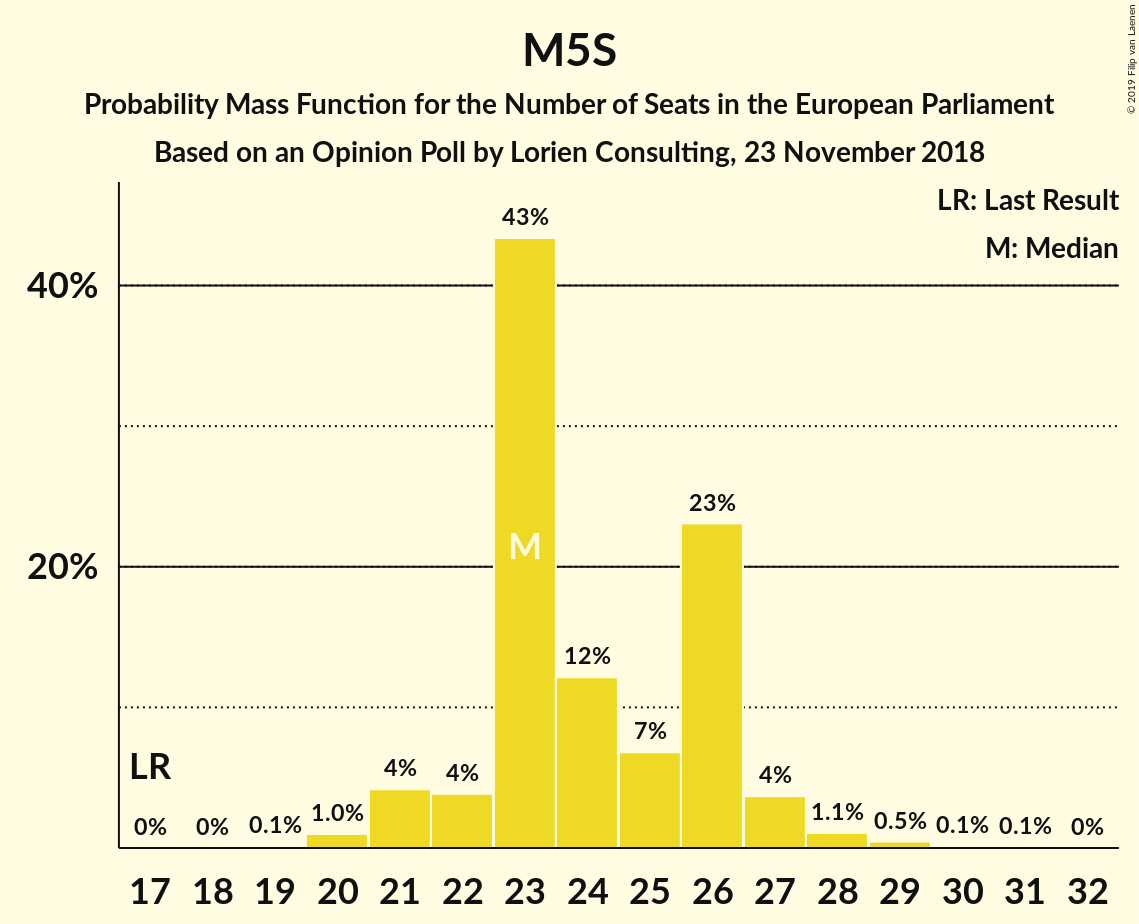 M5S
Probability Mass Function for the Number of Seats in the European Parliament
Based on an Opinion Poll by Lorien Consulting, 23 November 2018
© 2019 Filip van Laenen
LR: Last Result
M: Median
40%
20%
43%
M
23%
12%
7%
LR
0%
0%
0.1%
1.0%
4%
4%
4%
1.1%
0.5%
0.1%
0.1%
0%
17 18 19 20 21 22 23 24 25 26 27 28 29 30 31 32